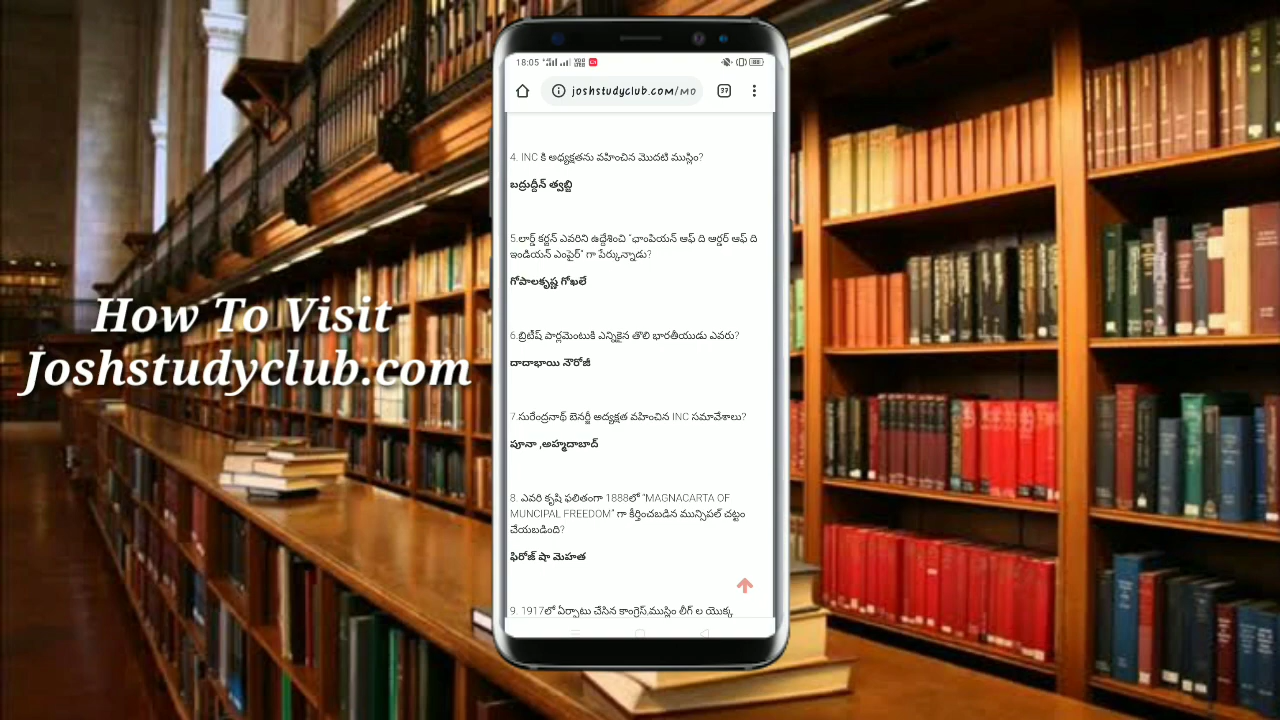 How To Visit
Joshstudyclub.com
18:05
joshstudyclub.com/mo
4. INC కి అధ్యక్షతను వహించిన మొదటి ముస్లిం?
బద్రుద్దీన్ త్వబ్జి
5.లార్డ్ కర్జన్ ఎవరిని ఉద్దేశించి "ఛాంపియన్ ఆఫ్ ది ఆర్డర్ ఆఫ్ ది
ఇండియన్ ఎంపైర్" గా పేర్కున్నాడు?
గోపాలకృష్ణ గోఖలే
6.బ్రిటీష్ పార్లమెంటుకి ఎన్నికైన తొలి భారతీయుడు ఎవరు?
దాదాభాయి నౌరోజీ
7.సురేంద్రనాథ్ బెనర్జీ అద్యక్షత వహించిన INC సమావేశాలు?
పూనా ,అహ్మదాబాద్
8. ఎవరి కృషి ఫలితంగా 1888లో "MAGNACARTA OF
MUNCIPAL FREEDOM" గా కీర్తించబడిన మున్సిపల్ చట్టం
చేయబడింది?
ఫిరోజ్ షా మెహత
9. 1917లో ఏర్పాటు చేసిన కాంగ్రెస్,ముస్లిం లీగ్ ల యొక్క